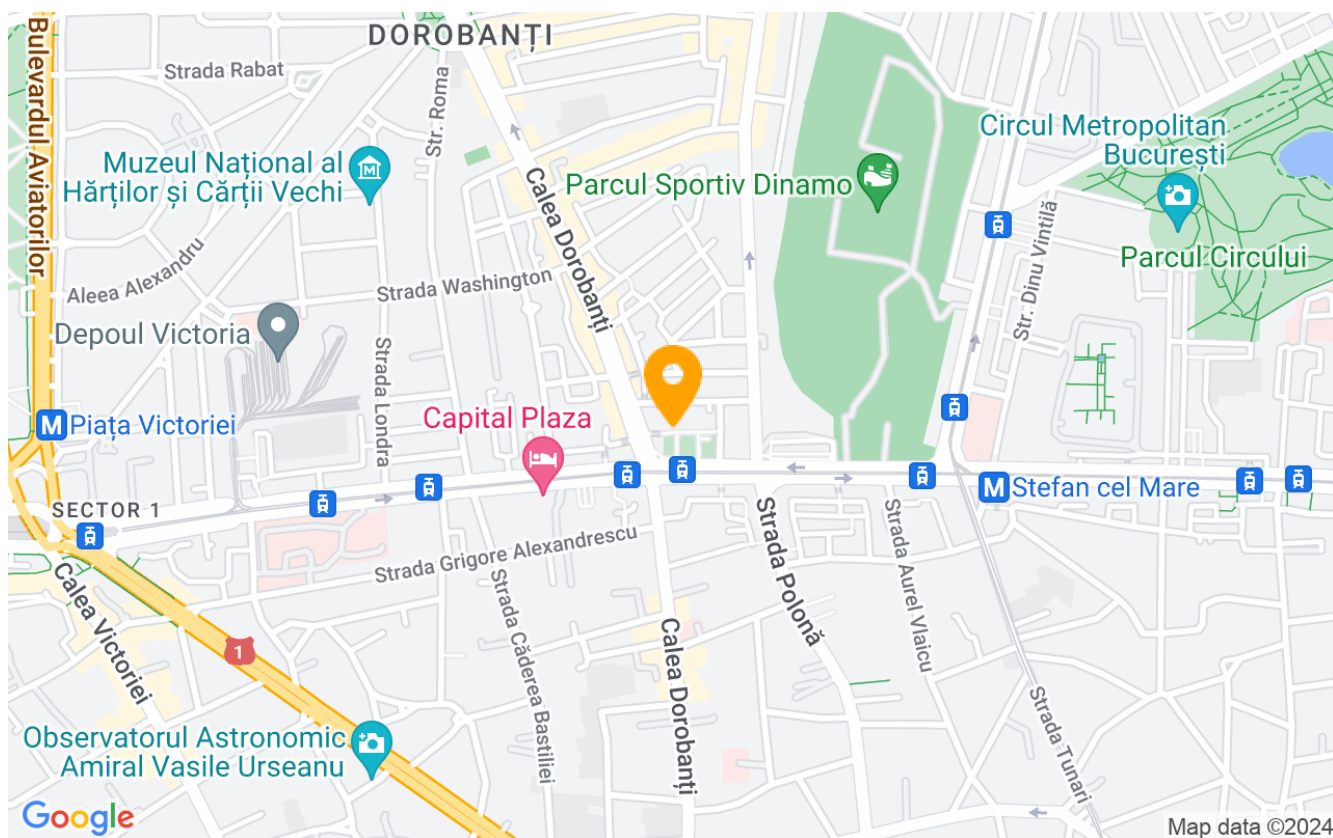 DOROBANȚI
Bulevardul Aviatorilor
Strada Rabat
Str. Roma
Circul Metropolitan
București
Muzeul Național al
Hărților și Cărții Vechi
Calea Dorobanți
Parcul Sportiv Dinamo
Str. Dinu Vintilă
Parcul Circului
Aleea Alexandru
Strada Washington
Depoul Victoria
Strada Londra
M Piața Victoriei
Capital Plaza
M Stefan cel Mare
SECTOR 1
Strada Grigore Alexandrescu
Strada Polonă
Strada Aurel Vlaicu
Calea Victoriei
1
Strada Căderea Bastiliei
Calea Dorobanți
Strada Tunari
Observatorul Astronomic
Amiral Vasile Urseanu
Google
Map data ©2024